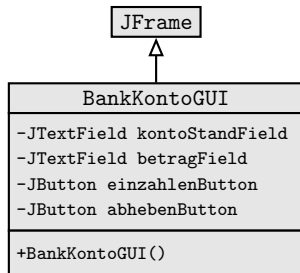 JFrame
BankKontoGUI
-JTextField kontoStandField
-JTextField betragField
-JButton einzahlenButton
-JButton abhebenButton
+BankKontoGUI()